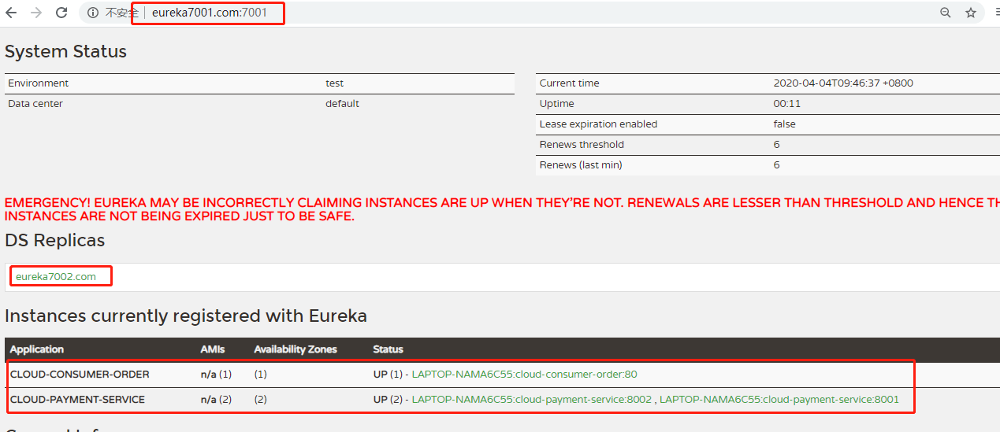 不安全 | eureka7001.com:7001
System Status
Environment test
Data center default
Current time 2020-04-04T09:46:37 +0800
Uptime 00:11
Lease expiration enabled false
Renews threshold 6
Renews (last min) 6
EMERGENCY! EUREKA MAY BE INCORRECTLY CLAIMING INSTANCES ARE UP WHEN THEY'RE NOT. RENEWALS ARE LESSER THAN THRESHOLD AND HENCE TH
INSTANCES ARE NOT BEING EXPIRED JUST TO BE SAFE.
DS Replicas
eureka7002.com
Instances currently registered with Eureka
Application AMIs Availability Zones Status
CLOUD-CONSUMER-ORDER n/a (1) (1) UP (1) - LAPTOP-NAMA6C55:cloud-consumer-order:80
CLOUD-PAYMENT-SERVICE n/a (2) (2) UP (2) - LAPTOP-NAMA6C55:cloud-payment-service:8002 , LAPTOP-NAMA6C55:cloud-payment-service:8001